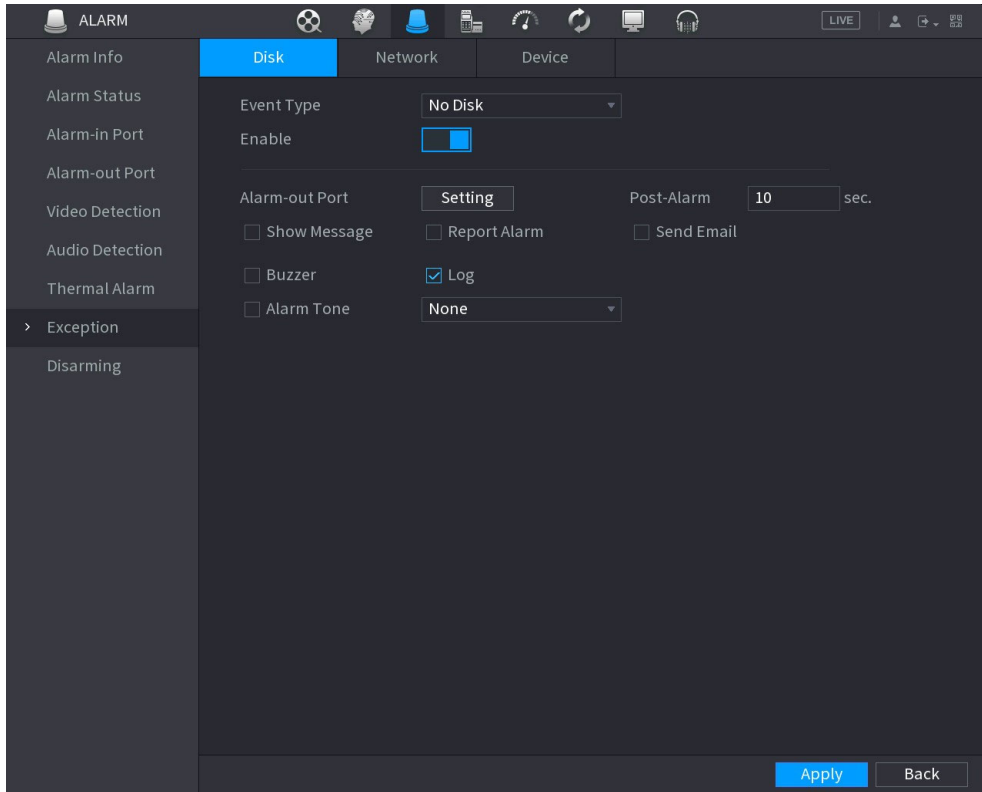 ALARM
LIVE
Alarm Info
Alarm Status
Alarm-in Port
Alarm-out Port
Video Detection
Audio Detection
Thermal Alarm
Exception
Disarming
Disk Network Device
Event Type No Disk
Enable
Alarm-out Port Setting Post-Alarm 10 sec.
Show Message Report Alarm Send Email
Buzzer Log
Alarm Tone None
Apply Back